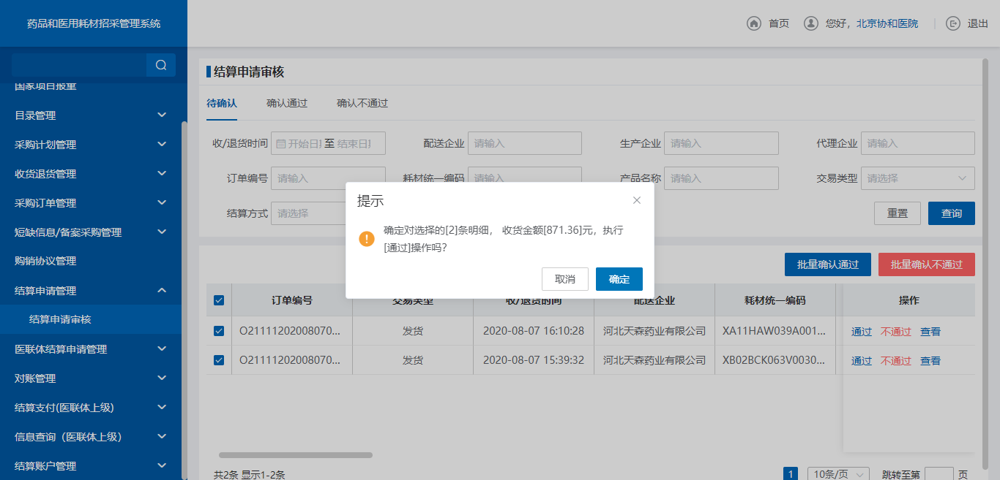 药品和医用耗材招采管理系统
首页
您好，北京协和医院
退出
国家项目报量
目录管理
采购计划管理
收货退货管理
采购订单管理
短缺信息/备案采购管理
购销协议管理
结算申请管理
结算申请审核
医联体结算申请管理
对账管理
结算支付(医联体上级)
信息查询（医联体上级）
结算账户管理
结算申请审核
待确认 确认通过 确认不通过
收/退货时间 开始日 至 结束日 配送企业 请输入 生产企业 请输入 代理企业 请输入
订单编号 请输入 耗材统一编码 请输入 产品名称 请输入 交易类型 请选择
结算方式 请选择 重置 查询
提示
确定对选择的[2]条明细， 收货金额[871.36]元，执行
[通过]操作吗?
取消 确定
批量确认通过 批量确认不通过
订单编号 交易类型 收/退货时间 配送企业 耗材统一编码 操作
O21111202008070... 发货 2020-08-07 16:10:28 河北天森药业有限公司 XA11HAW039A001... 通过 不通过 查看
O21111202008070... 发货 2020-08-07 15:39:32 河北天森药业有限公司 XB02BCK063V0030... 通过 不通过 查看
共2条 显示1-2条 1 10条/页 跳转至第 页